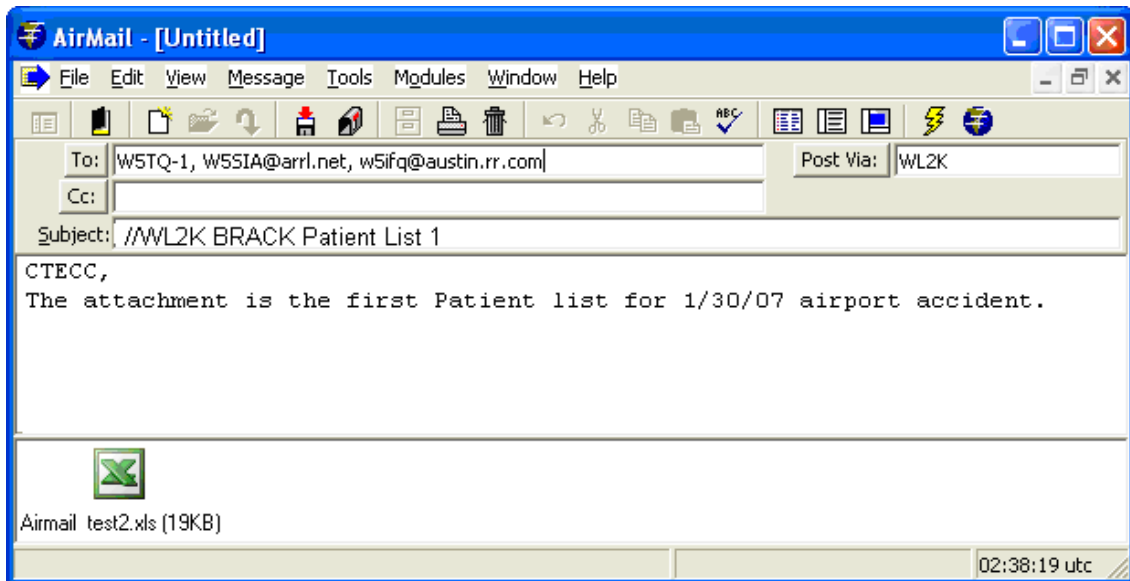 AirMail - [Untitled]
File Edit View Message Tools Modules Window Help
ABC
To: W5TQ-1, W5SIA@arrl.net, w5ifq@austin.rr.com Post Via: WL2K
Cc:
Subject: //WL2K BRACK Patient List 1
CTECC,
The attachment is the first Patient list for 1/30/07 airport accident.
Airmail test2.xls (19KB)
02:38:19 utc